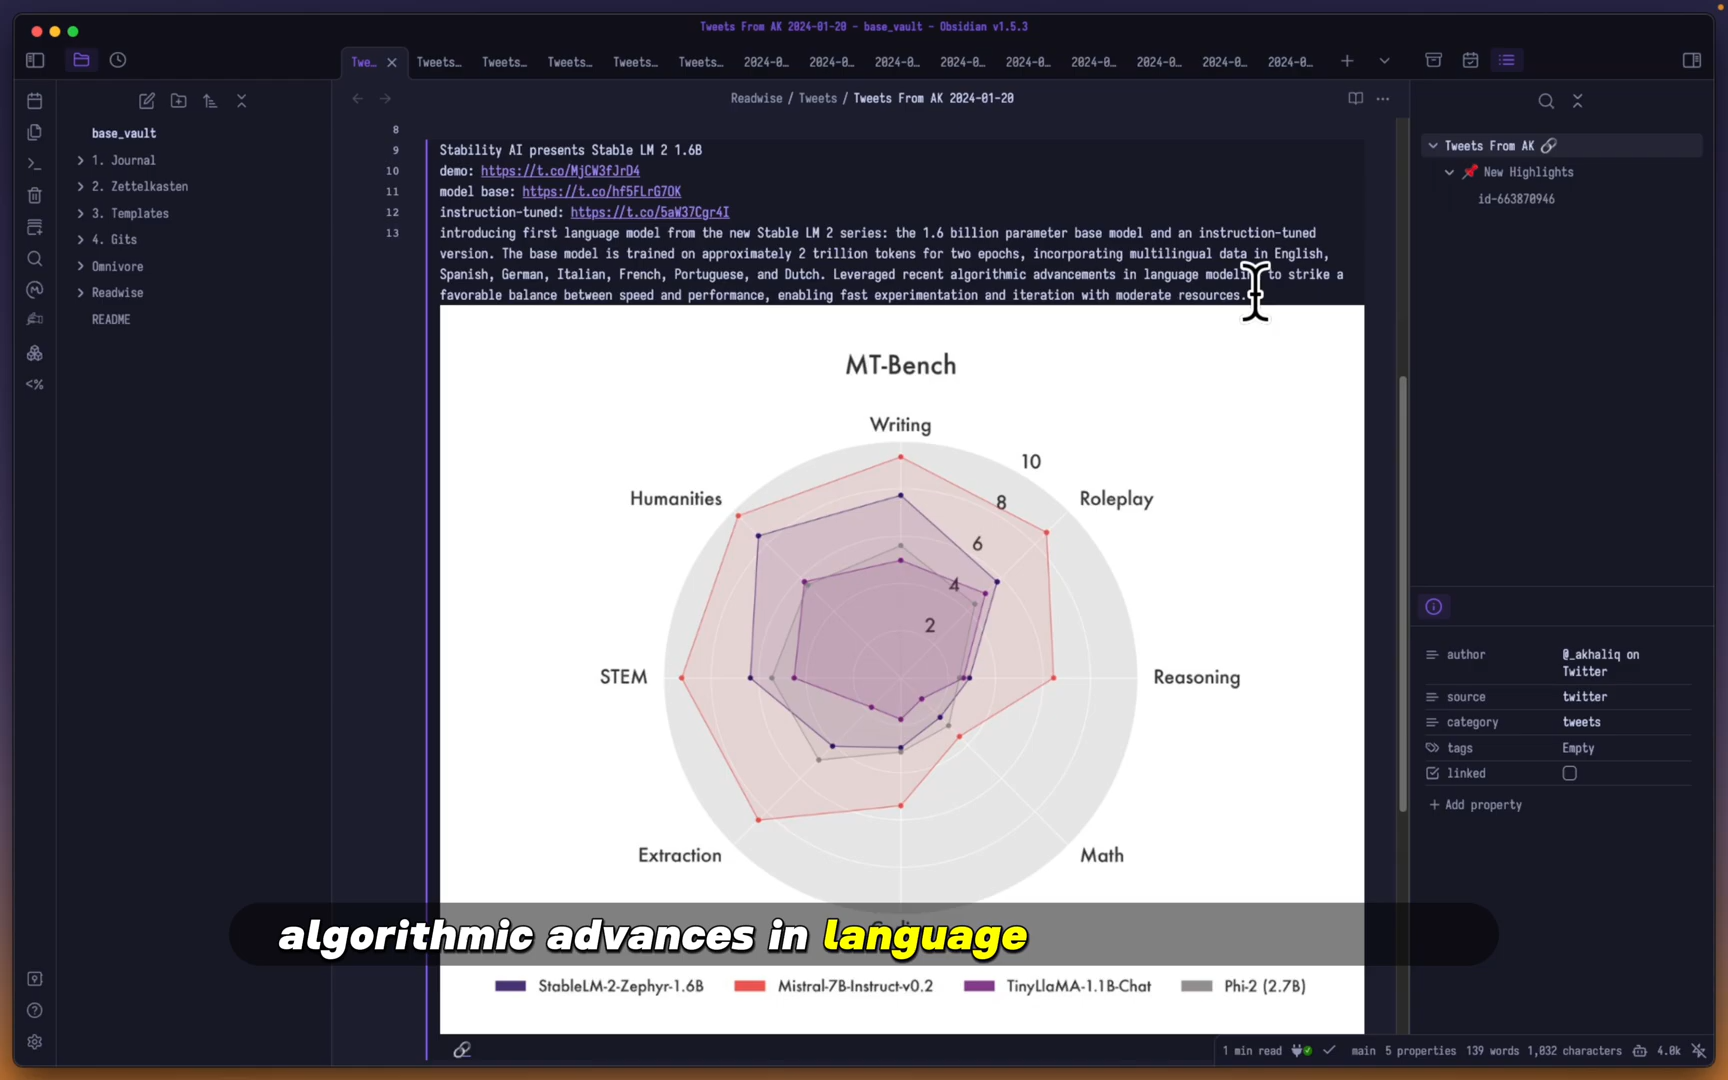 Tweets From AK 2024-01-20 - base_vault - Obsidian v1.5.3
Twe… Tweets… Tweets… Tweets… Tweets… Tweets… 2024-0… 2024-0… 2024-0… 2024-0… 2024-0… 2024-0… 2024-0… 2024-0… 2024-0…
Readwise / Tweets / Tweets From AK 2024-01-20
base_vault
1. Journal
2. Zettelkasten
3. Templates
4. Gits
Omnivore
Readwise
README
<%
8
9 Stability AI presents Stable LM 2 1.6B
10 demo: https://t.co/MjCW3fJrD4
11 model base: https://t.co/hf5FLrG7OK
12 instruction-tuned: https://t.co/5aW37Cgr4I
13 introducing first language model from the new Stable LM 2 series: the 1.6 billion parameter base model and an instruction-tuned
version. The base model is trained on approximately 2 trillion tokens for two epochs, incorporating multilingual data in English,
Spanish, German, Italian, French, Portuguese, and Dutch. Leveraged recent algorithmic advancements in language modeling to strike a
favorable balance between speed and performance, enabling fast experimentation and iteration with moderate resources.
MT-Bench
Writing
10
Humanities
8
Roleplay
6
4
2
STEM
Reasoning
Extraction
Math
algorithmic advances in language
StableLM-2-Zephyr-1.6B Mistral-7B-Instruct-v0.2 TinyLLaMA-1.1B-Chat Phi-2 (2.7B)
Tweets From AK
New Highlights
id-663870946
author @_akhaliq on
Twitter
source twitter
category tweets
tags Empty
linked
+ Add property
1 min read main 5 properties 139 words 1,032 characters 4.0k